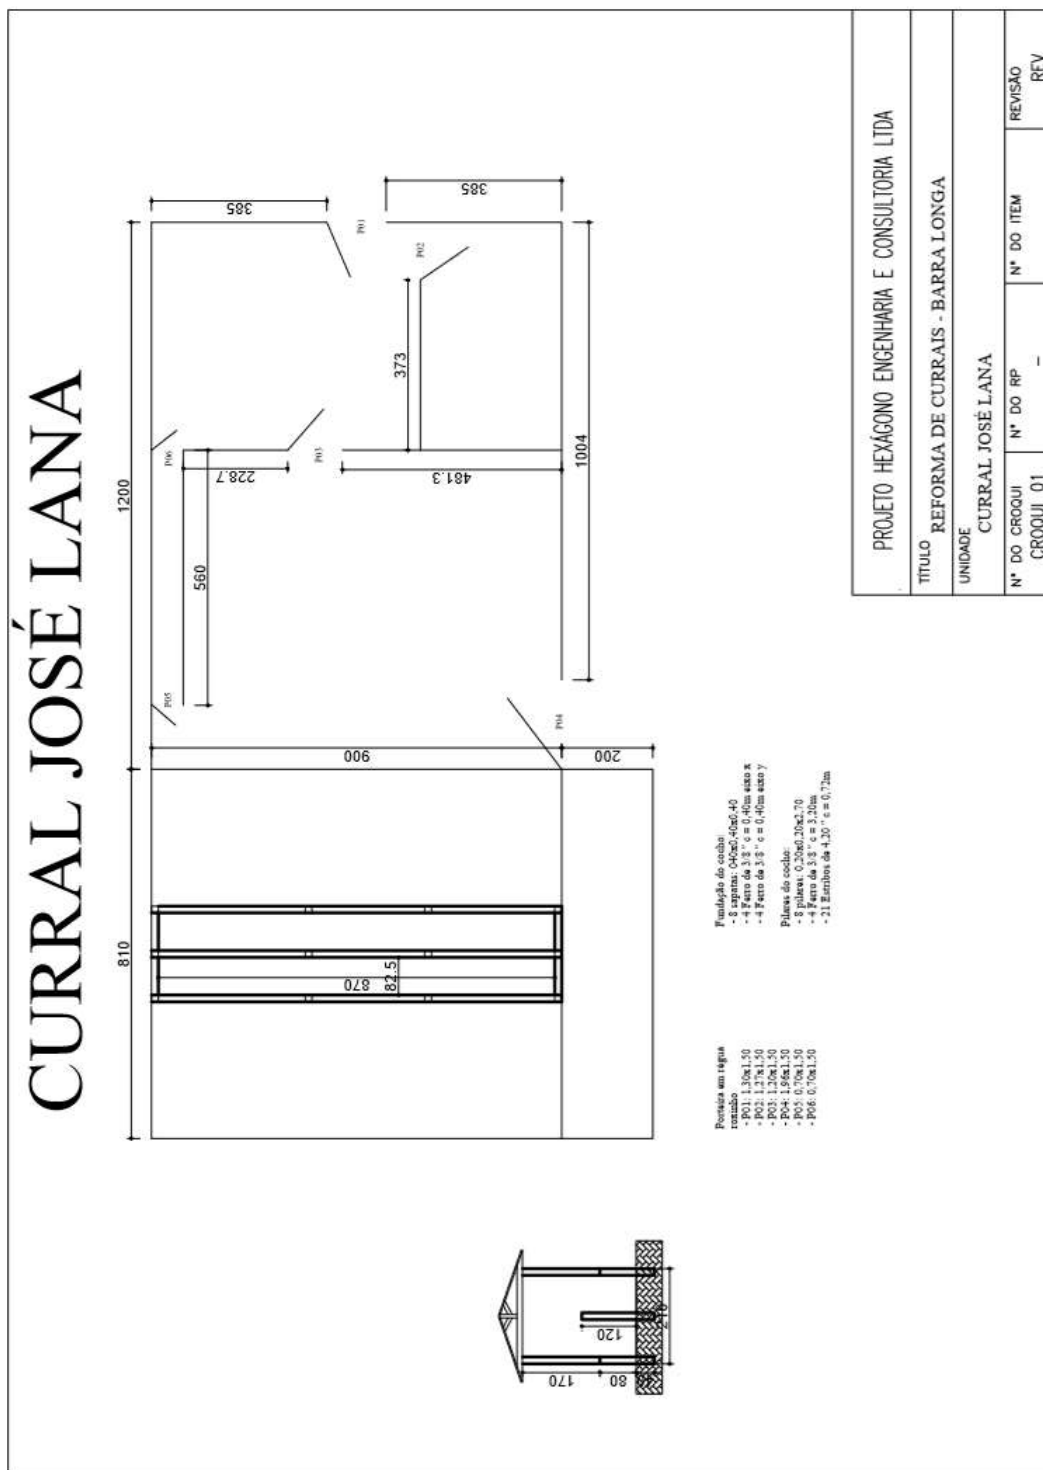 CURRAL JOSÉ LANA
810
1200
385
385
P01
P02
373
P06
P03
228.7
481.3
560
1004
P05
P04
900
200
870
82.5
170
80
120
Porteira em régua
roxinho
- P01: 1,30x1,50
- P02: 1,27x1,50
- P03: 1,20x1,50
- P04: 1,96x1,50
- P05: 0,70x1,50
- P06: 0,70x1,50
Fundação do cocho:
- 8 sapatas: 040x0,40x0,40
- 4 Ferro de 3/8 " c = 0,40m eixo x
- 4 Ferro de 3/8 " c = 0,40m eixo y
Pilares do cocho:
- 8 pilares: 0,20x0,20x2,70
- 4 Ferro de 3/8 " c = 3,20m
- 21 Estribos de 4,20 " c = 0,72m
PROJETO HEXÁGONO ENGENHARIA E CONSULTORIA LTDA
TÍTULO
REFORMA DE CURRAIS - BARRA LONGA
UNIDADE
CURRAL JOSÉ LANA
N° DO CROQUI N° DO RP N° DO ITEM REVISÃO
CROQUI 01 – REV